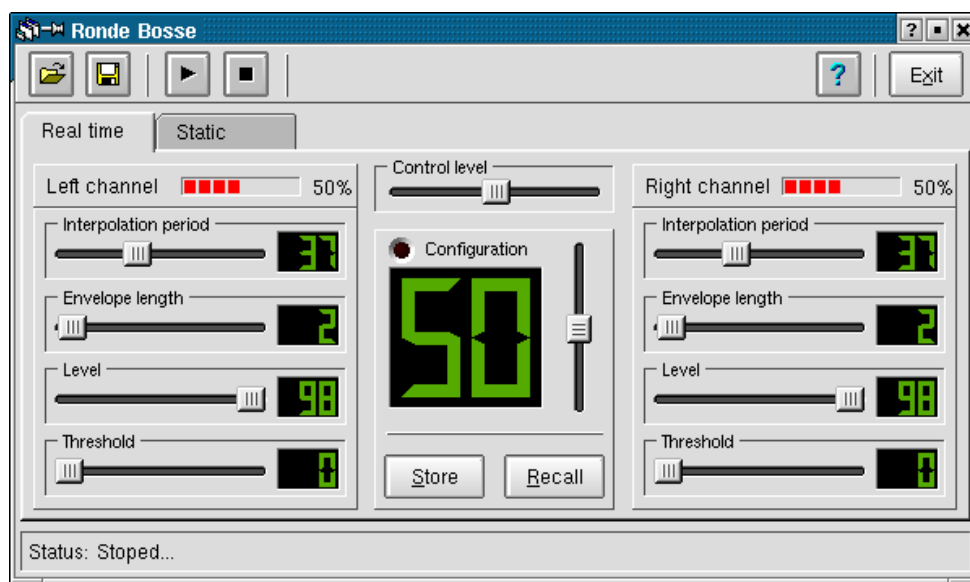 Ronde Bosse
Exit
Real time
Static
Left channel 50%
Interpolation period
37
Envelope length
2
Level
98
Threshold
0
Control level
Configuration
50
Store
Recall
Right channel 50%
Interpolation period
37
Envelope length
2
Level
98
Threshold
0
Status: Stoped...